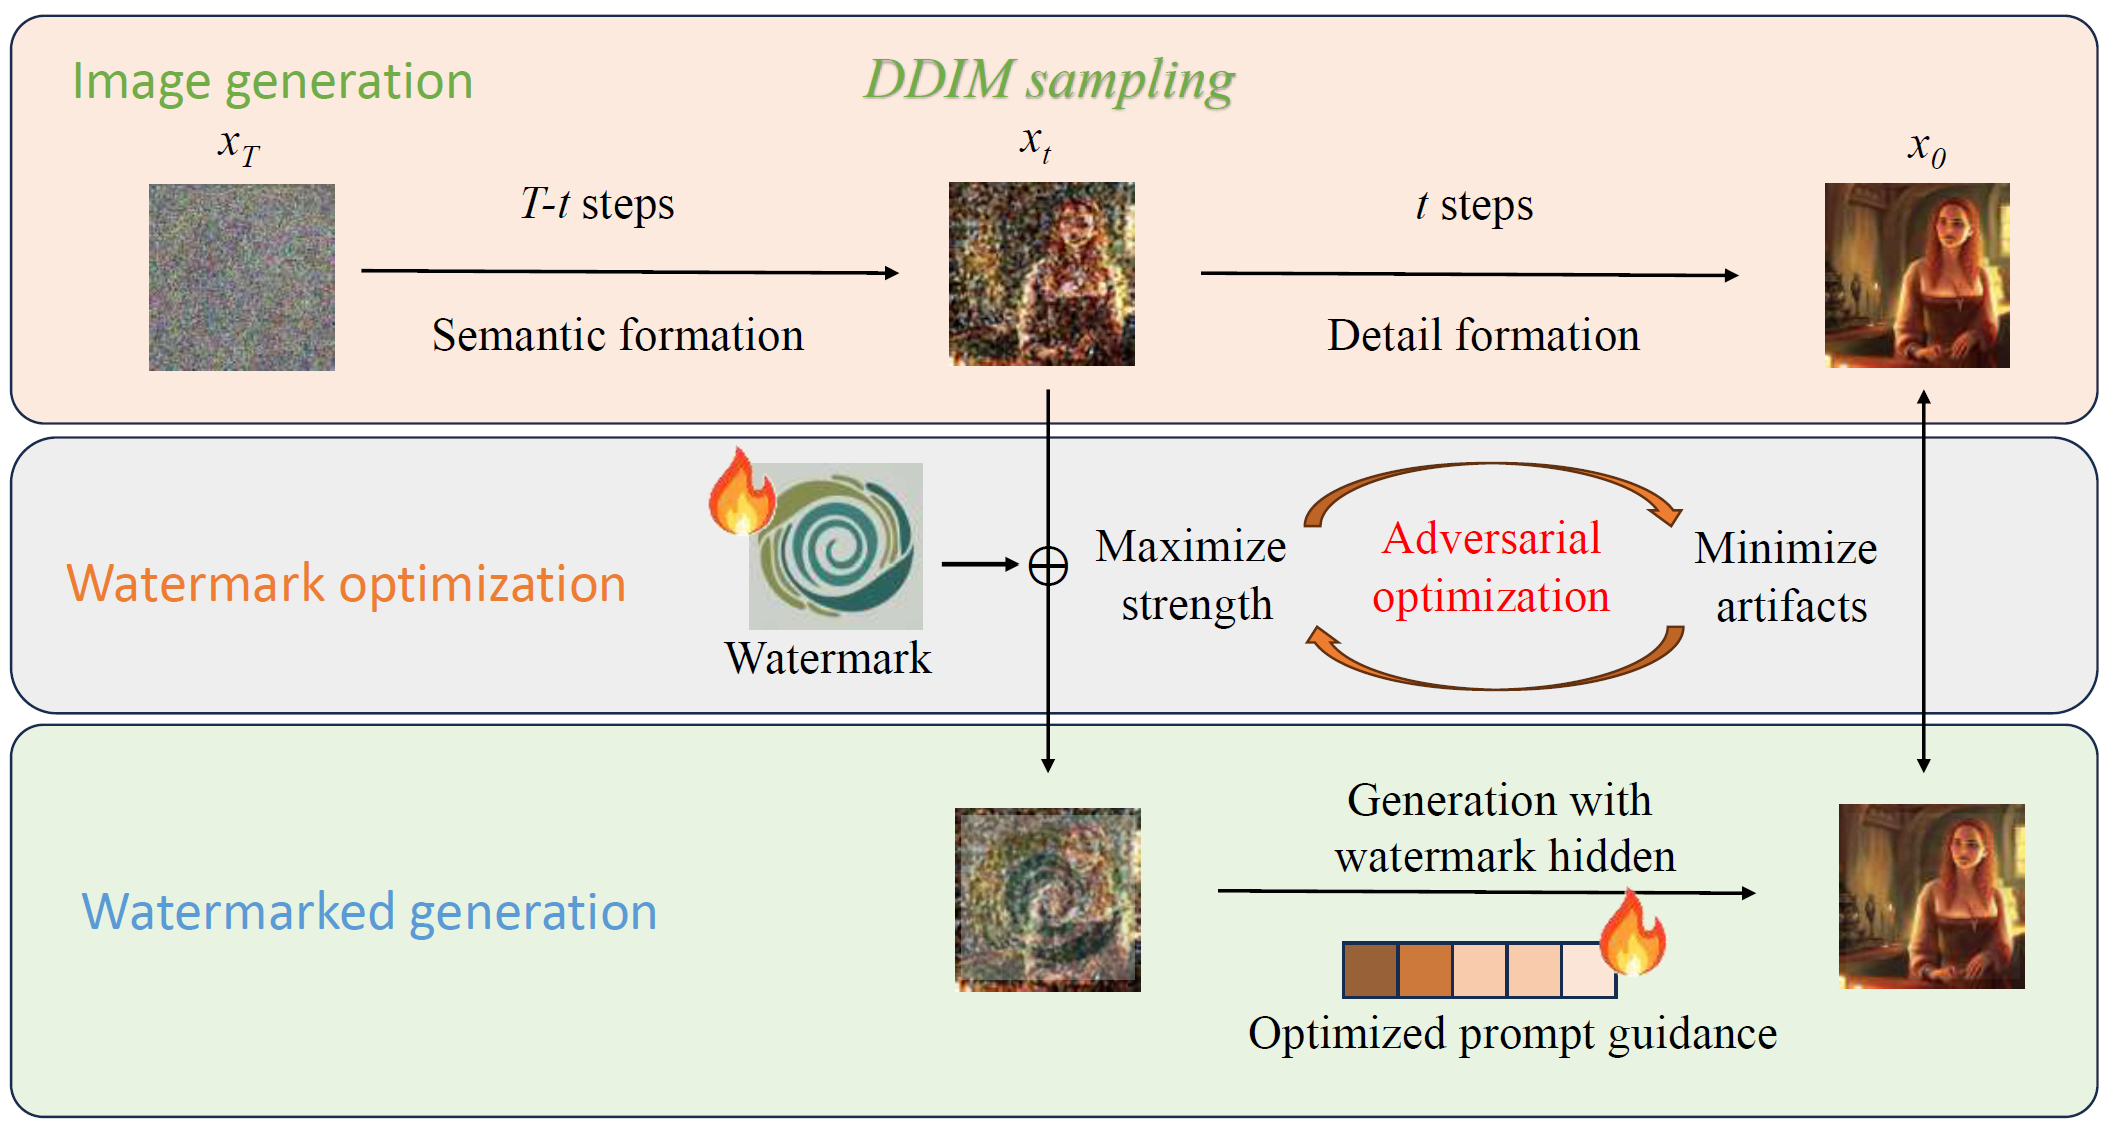 Image generation
DDIM sampling
x_T
x_t
x_0
T-t steps
t steps
Semantic formation
Detail formation
Watermark optimization
Watermark
Maximize
strength
Adversarial
optimization
Minimize
artifacts
Watermarked generation
Generation with
watermark hidden
Optimized prompt guidance